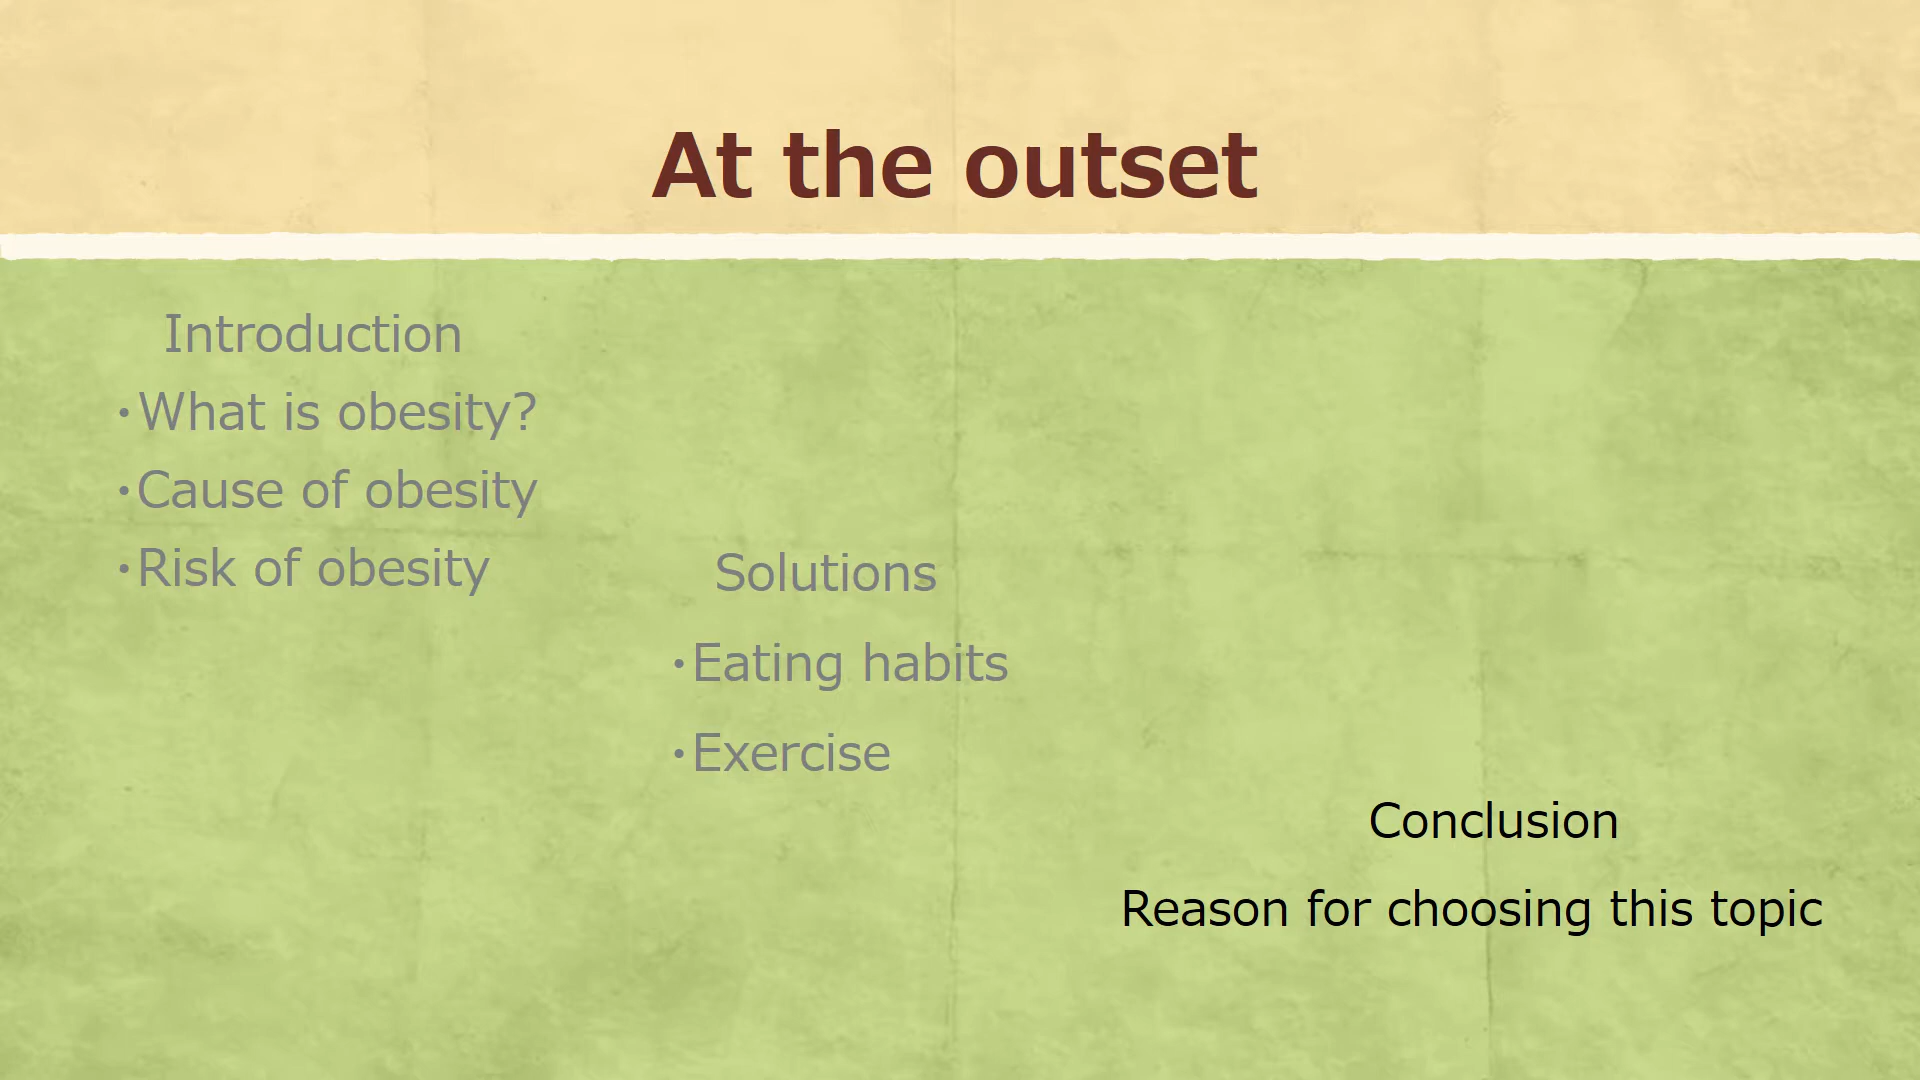 At the outset
Introduction
・What is obesity?
・Cause of obesity
・Risk of obesity
Solutions
・Eating habits
・Exercise
Conclusion
Reason for choosing this topic